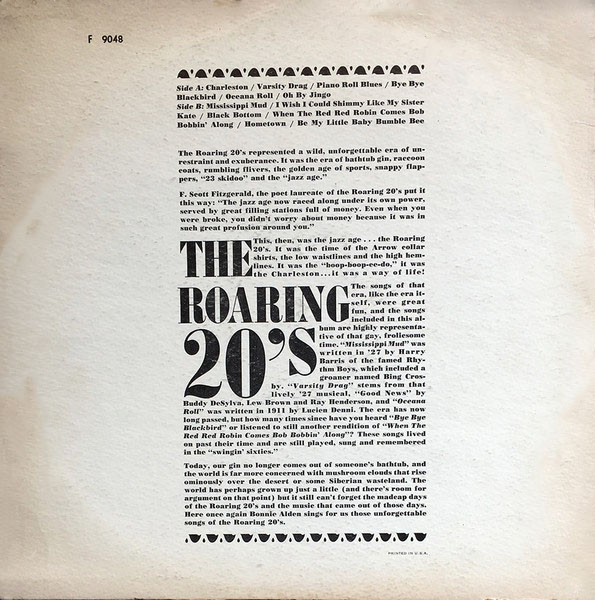 F 9048
Side A: Charleston / Varsity Drag / Piano Roll Blues / Bye Bye
Blackbird / Oceana Roll / Oh By Jingo
Side B: Mississippi Mud / I Wish I Could Shimmy Like My Sister
Kate / Black Bottom / When The Red Red Robin Comes Bob
Bobbin' Along / Hometown / Be My Little Baby Bumble Bee
The Roaring 20's represented a wild, unforgettable era of un-
restraint and exuberance. It was the era of bathtub gin, raccoon
coats, rumbling flivers, the golden age of sports, snappy flap-
pers, "23 skidoo" and the "jazz age."
F. Scott Fitzgerald, the poet laureate of the Roaring 20's put it
this way: "The jazz age now raced along under its own power,
served by great filling stations full of money. Even when you
were broke, you didn't worry about money because it was in
such great profusion around you."
THE
ROARING
20's
This, then, was the jazz age . . . the Roaring
20's. It was the time of the Arrow collar
shirts, the low waistlines and the high hem-
lines. It was the "boop-boop-ee-do," it was
the Charleston...it was a way of life!
The songs of that
era, like the era it-
self, were great
fun, and the songs
included in this al-
bum are highly representa-
tive of that gay, frolicsome
time. "Mississippi Mud" was
written in '27 by Harry
Barris of the famed Rhy-
thm Boys, which included a
groaner named Bing Cros-
by. "Varsity Drag" stems from that
lively '27 musical, "Good News" by
Buddy DeSylva, Lew Brown and Ray Henderson, and "Oceana
Roll" was written in 1911 by Lucien Denni. The era has now
long passed, but how many times since have you heard "Bye Bye
Blackbird" or listened to still another rendition of "When The
Red Red Robin Comes Bob Bobbin' Along"? These songs lived
on past their time and are still played, sung and remembered
in the "swingin' sixties."
Today, our gin no longer comes out of someone's bathtub, and
the world is far more concerned with mushroom clouds that rise
ominously over the desert or some Siberian wasteland. The
world has perhaps grown up just a little (and there's room for
argument on that point) but it still can't forget the madcap days
of the Roaring 20's and the music that came out of those days.
Here once again Bonnie Alden sings for us those unforgettable
songs of the Roaring 20's.
PRINTED IN U.S.A.